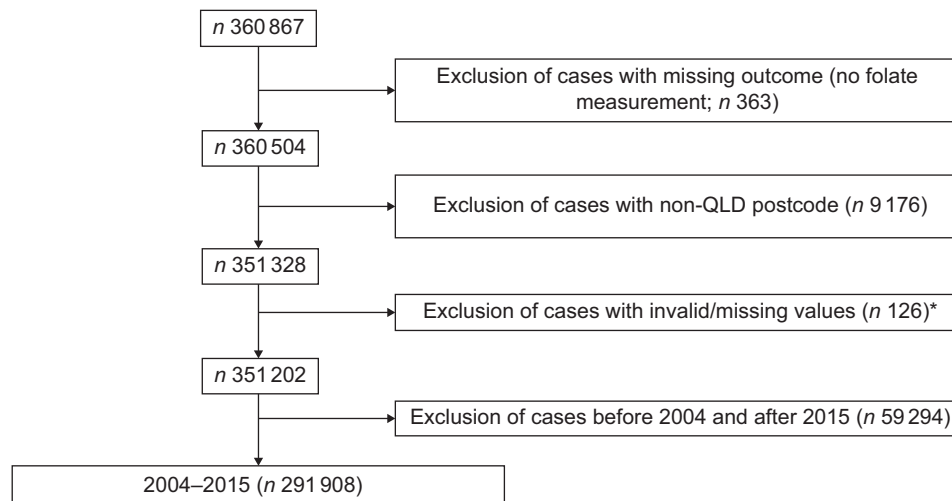 n 360 867
Exclusion of cases with missing outcome (no folate
measurement; n 363)
n 360 504
Exclusion of cases with non-QLD postcode (n 9 176)
n 351 328
Exclusion of cases with invalid/missing values (n 126)*
n 351 202
Exclusion of cases before 2004 and after 2015 (n 59 294)
2004–2015 (n 291 908)